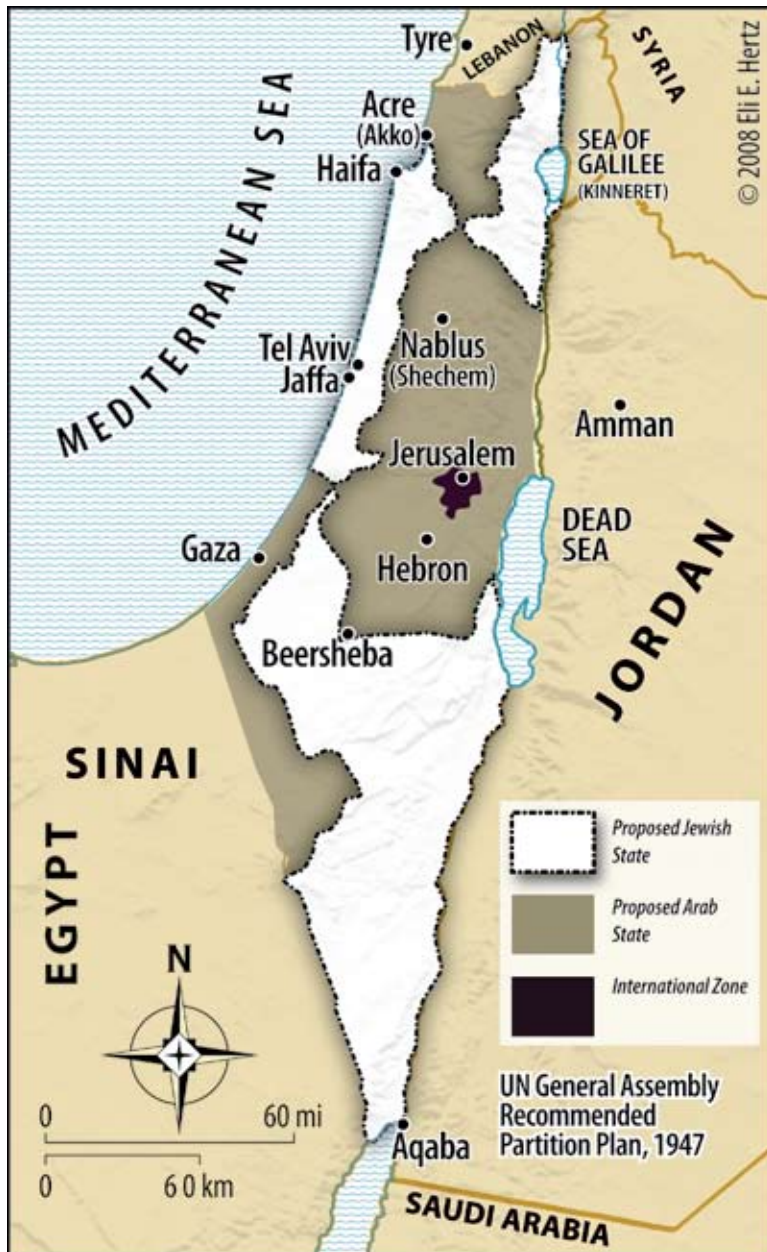 Tyre
LEBANON
SYRIA
© 2008 Eli E. Hertz
Acre
(Akko)
SEA OF
GALILEE
(KINNERET)
Haifa
MEDITERRANEAN SEA
Tel Aviv
Jaffa
Nablus
(Shechem)
Amman
Jerusalem
DEAD
SEA
Gaza
Hebron
JORDAN
Beersheba
SINAI
EGYPT
Proposed Jewish
State
Proposed Arab
State
International Zone
N
0 60 mi
0 60 km
UN General Assembly
Recommended
Partition Plan, 1947
Aqaba
SAUDI ARABIA